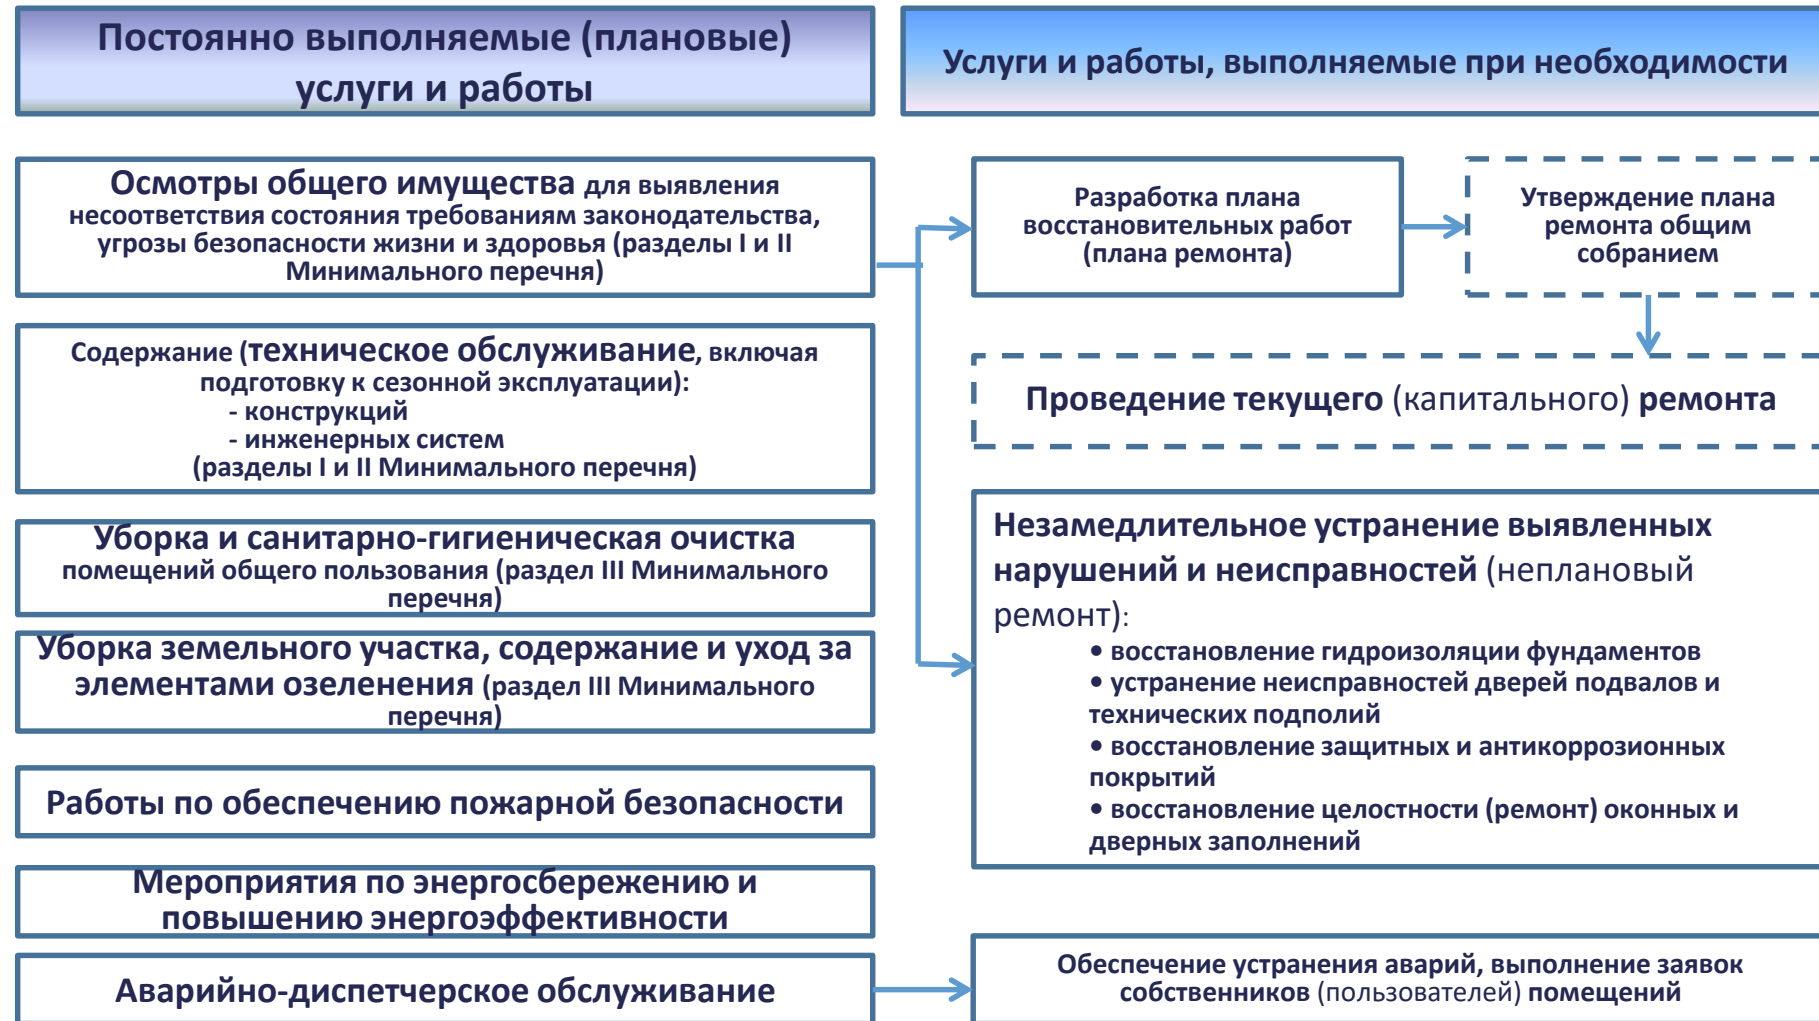 Постоянно выполняемые (плановые)
услуги и работы
Услуги и работы, выполняемые при необходимости
Осмотры общего имущества для выявления
несоответствия состояния требованиям законодательства,
угрозы безопасности жизни и здоровья (разделы I и II
Минимального перечня)
Разработка плана
восстановительных работ
(плана ремонта)
Утверждение плана
ремонта общим
собранием
Содержание (техническое обслуживание, включая
подготовку к сезонной эксплуатации):
- конструкций
- инженерных систем
(разделы I и II Минимального перечня)
Проведение текущего (капитального) ремонта
Уборка и санитарно-гигиеническая очистка
помещений общего пользования (раздел III Минимального
перечня)
Уборка земельного участка, содержание и уход за
элементами озеленения (раздел III Минимального
перечня)
Работы по обеспечению пожарной безопасности
Мероприятия по энергосбережению и
повышению энергоэффективности
Незамедлительное устранение выявленных
нарушений и неисправностей (неплановый
ремонт):
• восстановление гидроизоляции фундаментов
• устранение неисправностей дверей подвалов и
технических подполий
• восстановление защитных и антикоррозионных
покрытий
• восстановление целостности (ремонт) оконных и
дверных заполнений
Аварийно-диспетчерское обслуживание
Обеспечение устранения аварий, выполнение заявок
собственников (пользователей) помещений